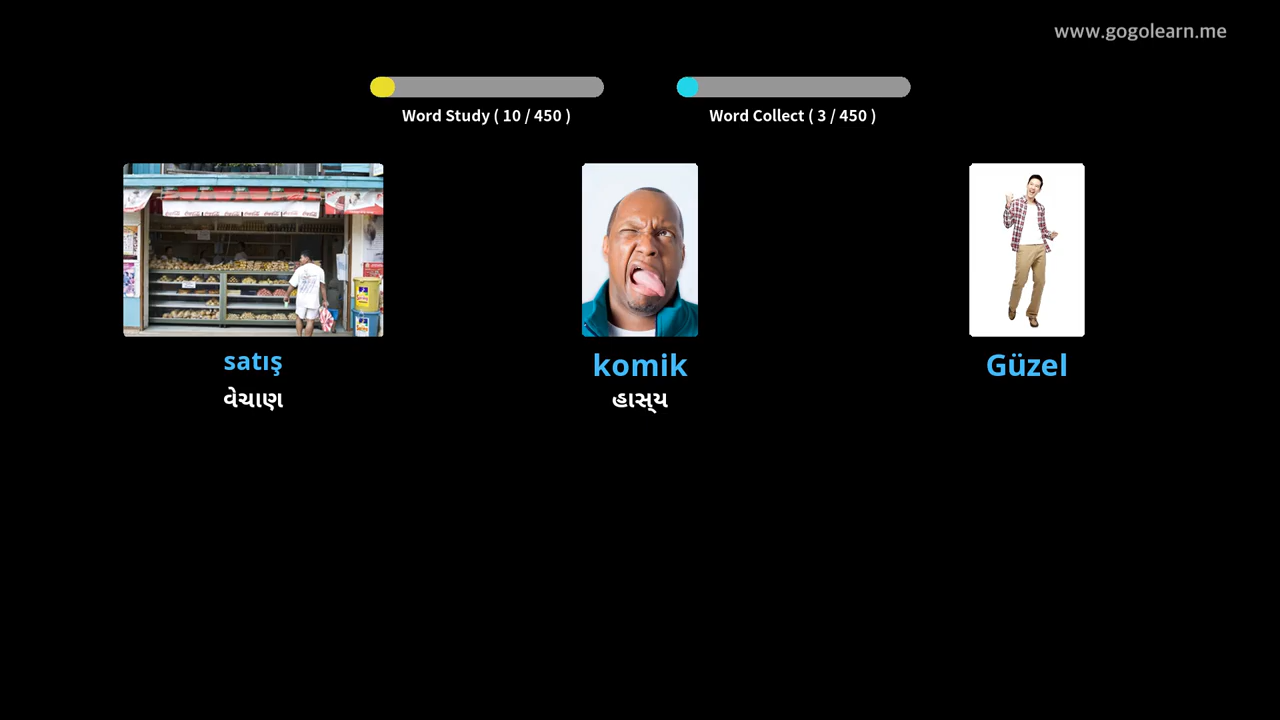 www.gogolearn.me
Word Study ( 10 / 450 )
Word Collect ( 3 / 450 )
satış
komik
Güzel
વેચાણ
હાસ્ય